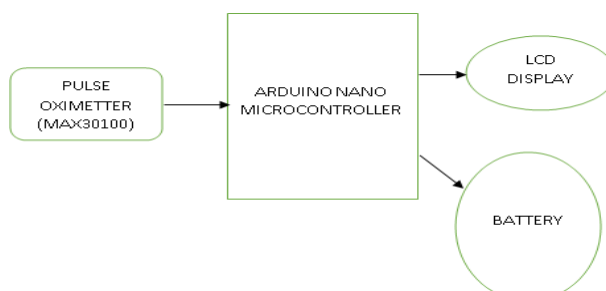 PULSE
OXIMETTER
(MAX30100)
ARDUINO NANO
MICROCONTROLLER
LCD
DISPLAY
BATTERY